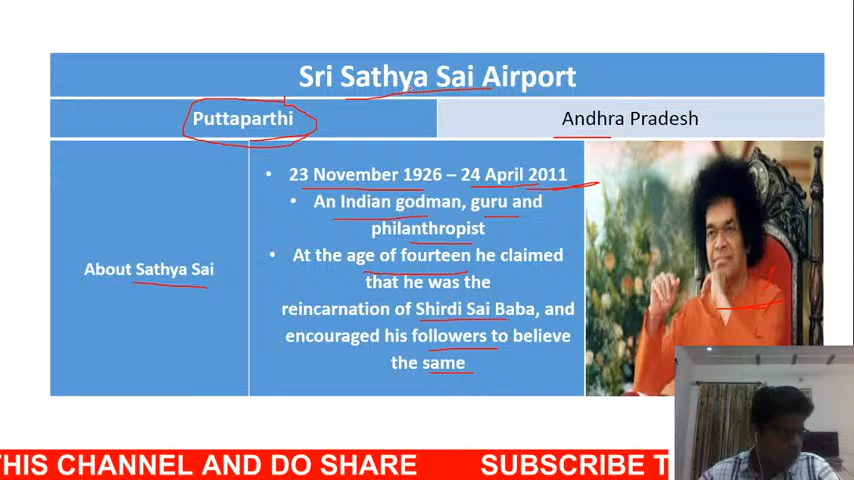 Sri Sathya Sai Airport
Puttaparthi
Andhra Pradesh
About Sathya Sai
• 23 November 1926 – 24 April 2011
• An Indian godman, guru and
philanthropist
• At the age of fourteen he claimed
that he was the
reincarnation of Shirdi Sai Baba, and
encouraged his followers to believe
the same
THIS CHANNEL AND DO SHARE SUBSCRIBE T